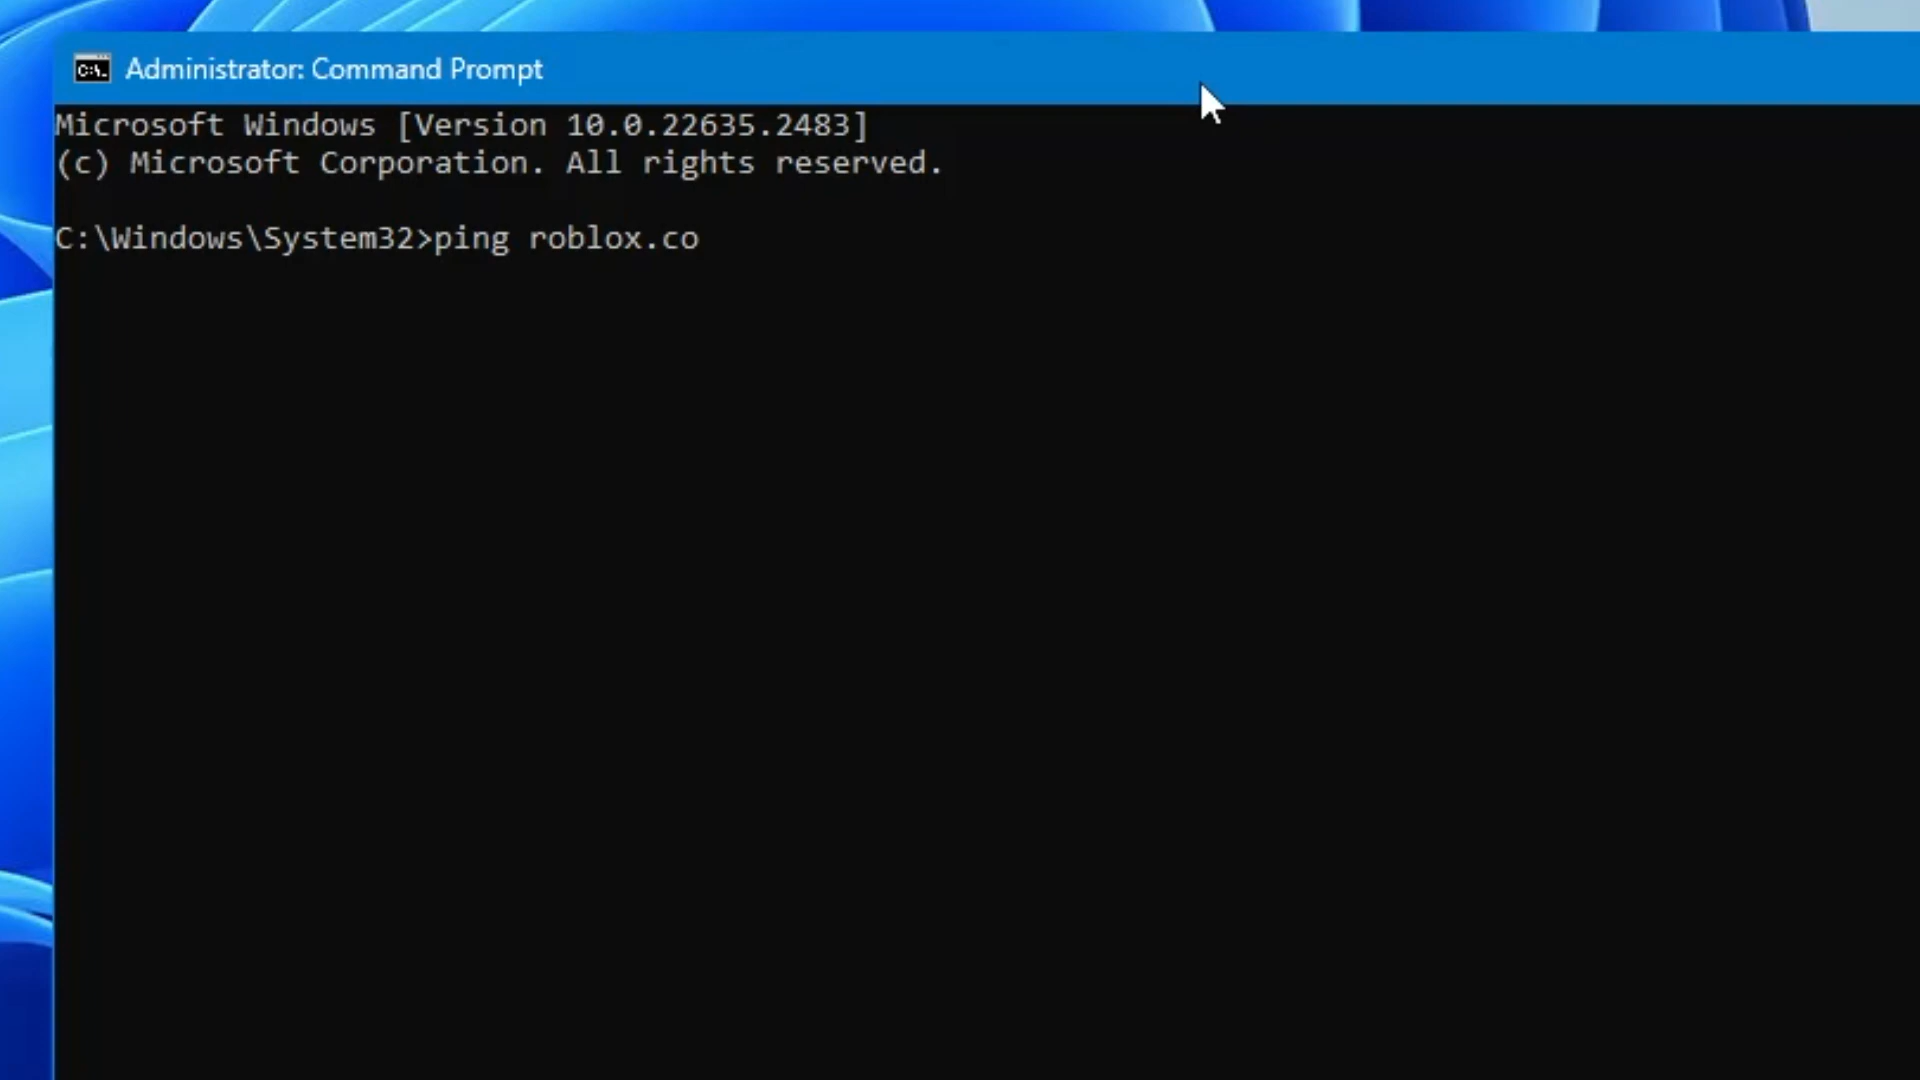 Administrator: Command Prompt
Microsoft Windows [Version 10.0.22635.2483]
(c) Microsoft Corporation. All rights reserved.
C:\Windows\System32>ping roblox.co